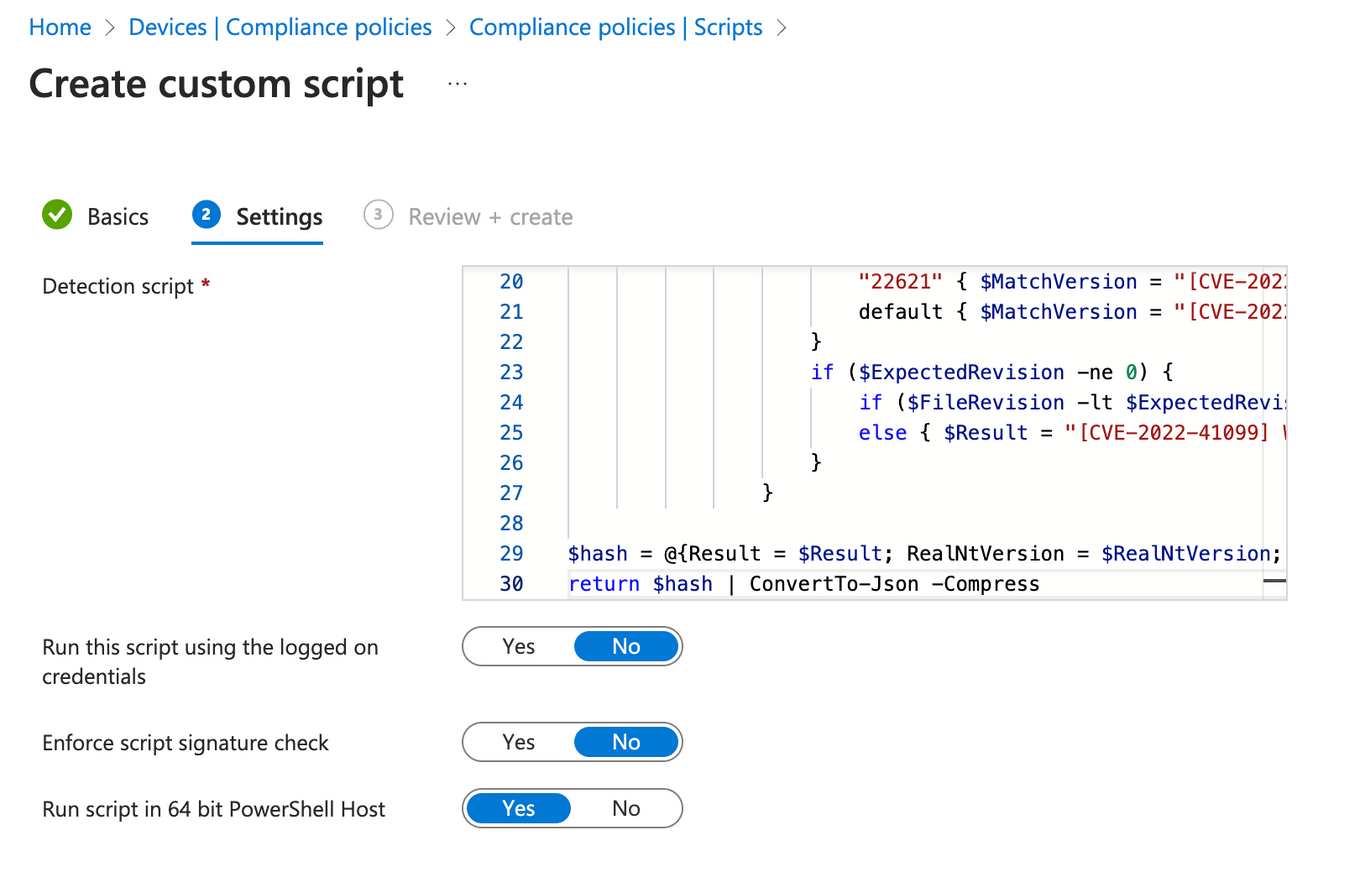 Home > Devices | Compliance policies > Compliance policies | Scripts >
Create custom script ...
Basics 2 Settings 3 Review + create
Detection script *
20 "22621" { $MatchVersion = "[CVE-202
21 default { $MatchVersion = "[CVE-202
22 }
23 if ($ExpectedRevision -ne 0) {
24 if ($FileRevision -lt $ExpectedRevi
25 else { $Result = "[CVE-2022-41099]
26 }
27 }
28
29 $hash = @{Result = $Result; RealNtVersion = $RealNtVersion;
30 return $hash | ConvertTo-Json -Compress
Run this script using the logged on
credentials
Yes No
Enforce script signature check Yes No
Run script in 64 bit PowerShell Host Yes No